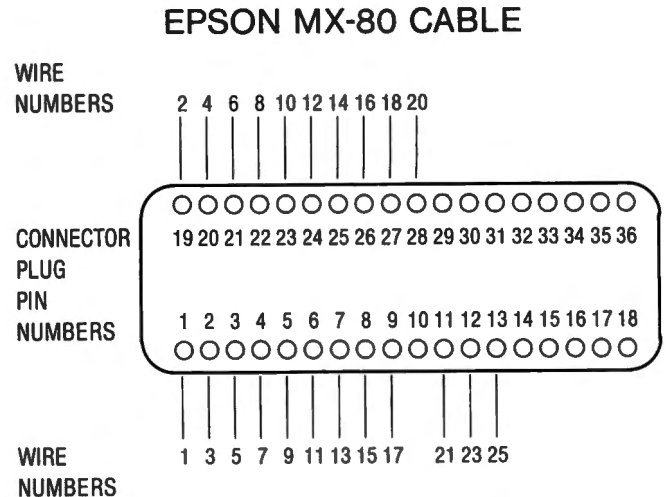 EPSON MX-80 CABLE
WIRE
NUMBERS 2 4 6 8 10 12 14 16 18 20
CONNECTOR 19 20 21 22 23 24 25 26 27 28 29 30 31 32 33 34 35 36
PLUG
PIN
NUMBERS 1 2 3 4 5 6 7 8 9 10 11 12 13 14 15 16 17 18
WIRE 1 3 5 7 9 11 13 15 17 21 23 25
NUMBERS